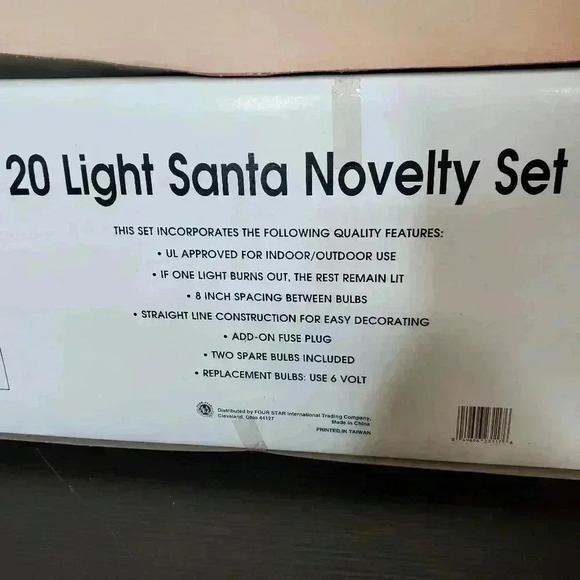 20 Light Santa Novelty Set
THIS SET INCORPORATES THE FOLLOWING QUALITY FEATURES:
• UL APPROVED FOR INDOOR/OUTDOOR USE
• IF ONE LIGHT BURNS OUT, THE REST REMAIN LIT
• 8 INCH SPACING BETWEEN BULBS
• STRAIGHT LINE CONSTRUCTION FOR EASY DECORATING
• ADD-ON FUSE PLUG
• TWO SPARE BULBS INCLUDED
• REPLACEMENT BULBS: USE 6 VOLT
Distributed by FOUR STAR International Trading Company,
Cleveland, Ohio 44127
Made in China
PRINTED IN TAIWAN